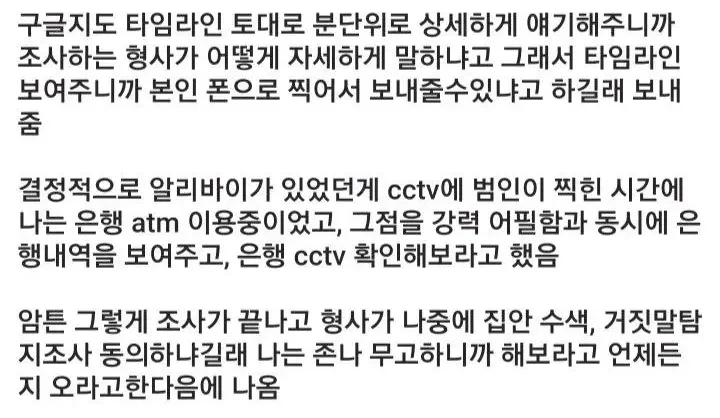 구글지도 타임라인 토대로 분단위로 상세하게 얘기해주니까
조사하는 형사가 어떻게 자세하게 말하냐고 그래서 타임라인
보여주니까 본인 폰으로 찍어서 보내줄수있냐고 하길래 보내
줌
결정적으로 알리바이가 있었던게 cctv에 범인이 찍힌 시간에
나는 은행 atm 이용중이었고, 그점을 강력 어필함과 동시에 은
행내역을 보여주고, 은행 cctv 확인해보라고 했음
암튼 그렇게 조사가 끝나고 형사가 나중에 집안 수색, 거짓말탐
지조사 동의하냐길래 나는 존나 무고하니까 해보라고 언제든
지 오라고한다음에 나옴